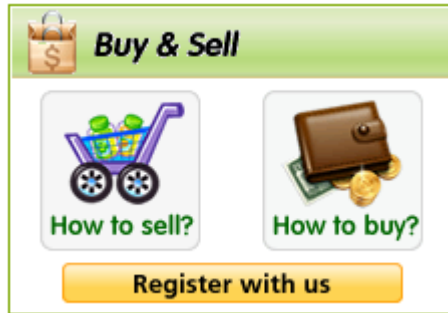 Buy & Sell
How to sell?
How to buy?
Register with us